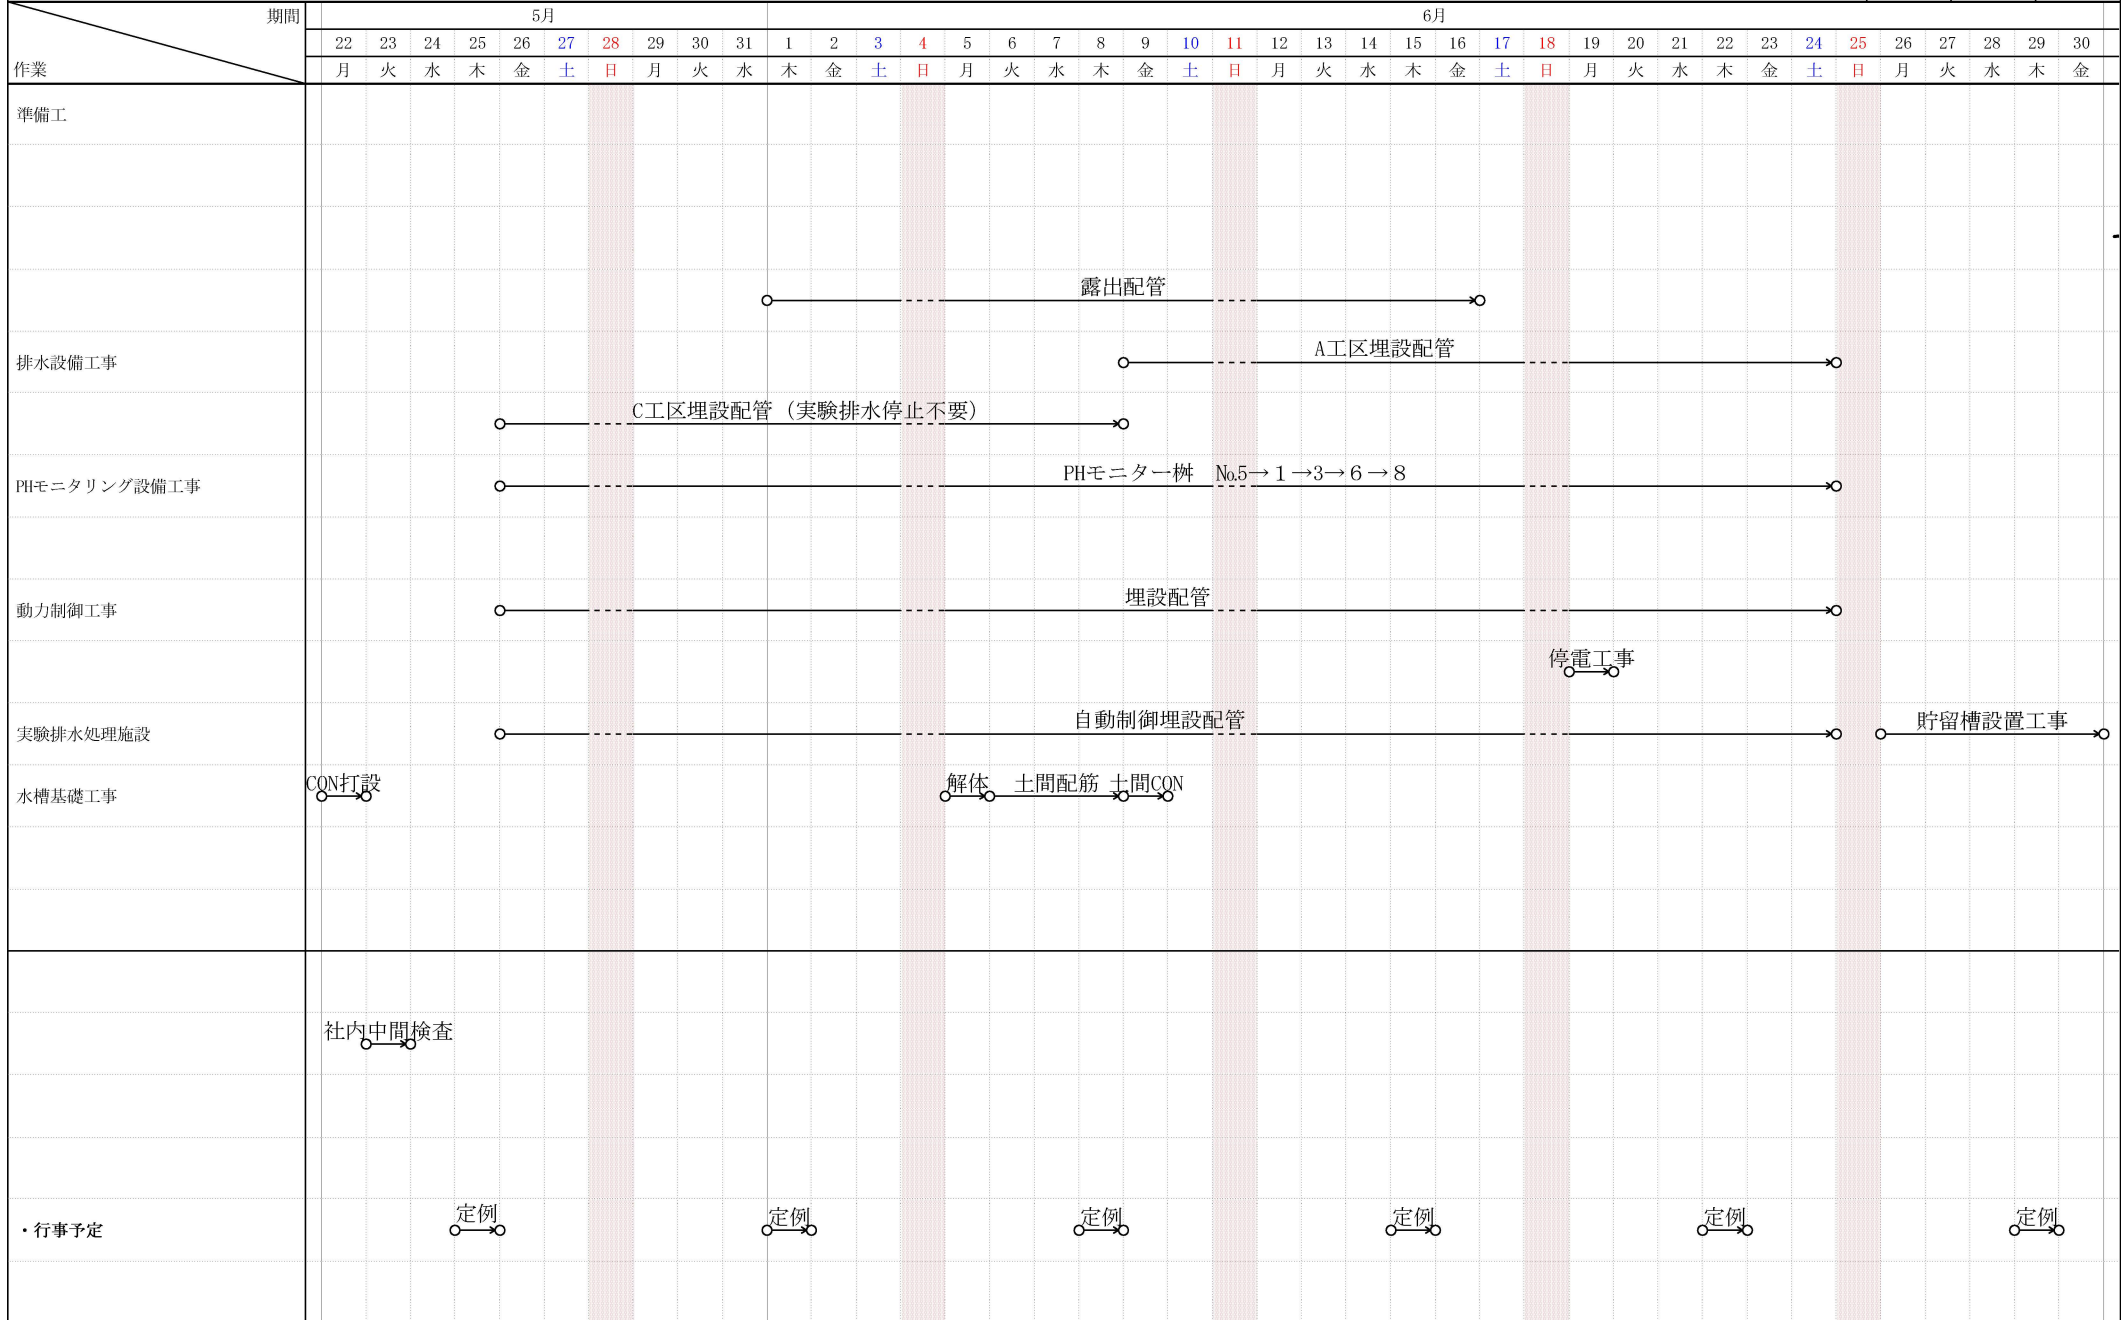 期間
5月 6月
22 23 24 25 26 27 28 29 30 31 1 2 3 4 5 6 7 8 9 10 11 12 13 14 15 16 17 18 19 20 21 22 23 24 25 26 27 28 29 30
作業
月 火 水 木 金 土 日 月 火 水 木 金 土 日 月 火 水 木 金 土 日 月 火 水 木 金 土 日 月 火 水 木 金 土 日 月 火 水 木 金
準備工
露出配管
A工区埋設配管
排水設備工事
C工区埋設配管（実験排水停止不要）
PHモニター桝　№5→１→3→６→８
PHモニタリング設備工事
埋設配管
動力制御工事
停電工事
自動制御埋設配管 貯留槽設置工事
実験排水処理施設
CON打設 解体 土間配筋 土間CON
水槽基礎工事
社内中間検査
定例 定例 定例 定例 定例 定例
・行事予定